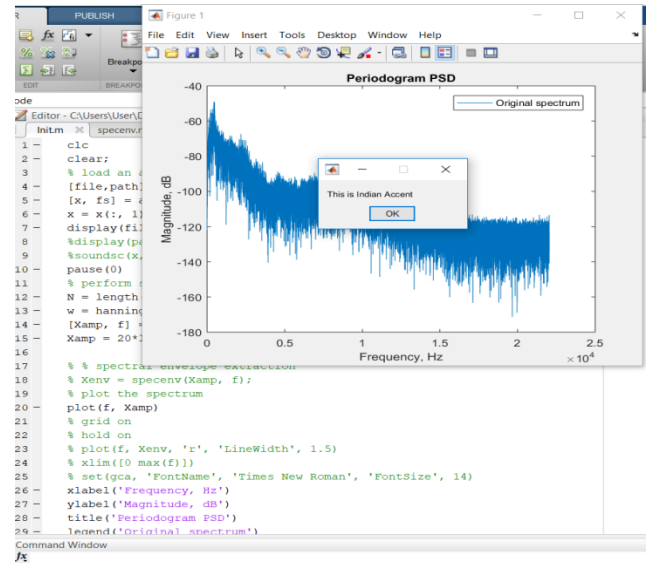 PUBLISH
Figure 1
File Edit View Insert Tools Desktop Window Help
fx
Breakpo
EDIT
BREAKPO
ode
Editor - C:\Users\User\D
Init.m
specenv.r
1 - clc
2 - clear;
3 % load an a
4 - [file,path]
5 - [x, fs] = a
6 - x = x(:, 1)
7 - display(fil
8 %display(pa
9 %soundsc(x,
10 - pause(0)
11 % perform s
12 - N = length
13 - w = hanning
14 - [Xamp, f] =
15 - Xamp = 20*l
16
17 % % spectral envelope extraction
18 % Xenv = specenv(Xamp, f);
19 % plot the spectrum
20 - plot(f, Xamp)
21 % grid on
22 % hold on
23 % plot(f, Xenv, 'r', 'LineWidth', 1.5)
24 % xlim([0 max(f)])
25 % set(gca, 'FontName', 'Times New Roman', 'FontSize', 14)
26 - xlabel('Frequency, Hz')
27 - ylabel('Magnitude, dB')
28 - title('Periodogram PSD')
29 - legend('Original spectrum')
Command Window
fx
Periodogram PSD
Original spectrum
Magnitude, dB
-40
-60
-80
-100
-120
-140
-160
-180
0 0.5 1 1.5 2 2.5
Frequency, Hz
×10⁴
This is Indian Accent
OK